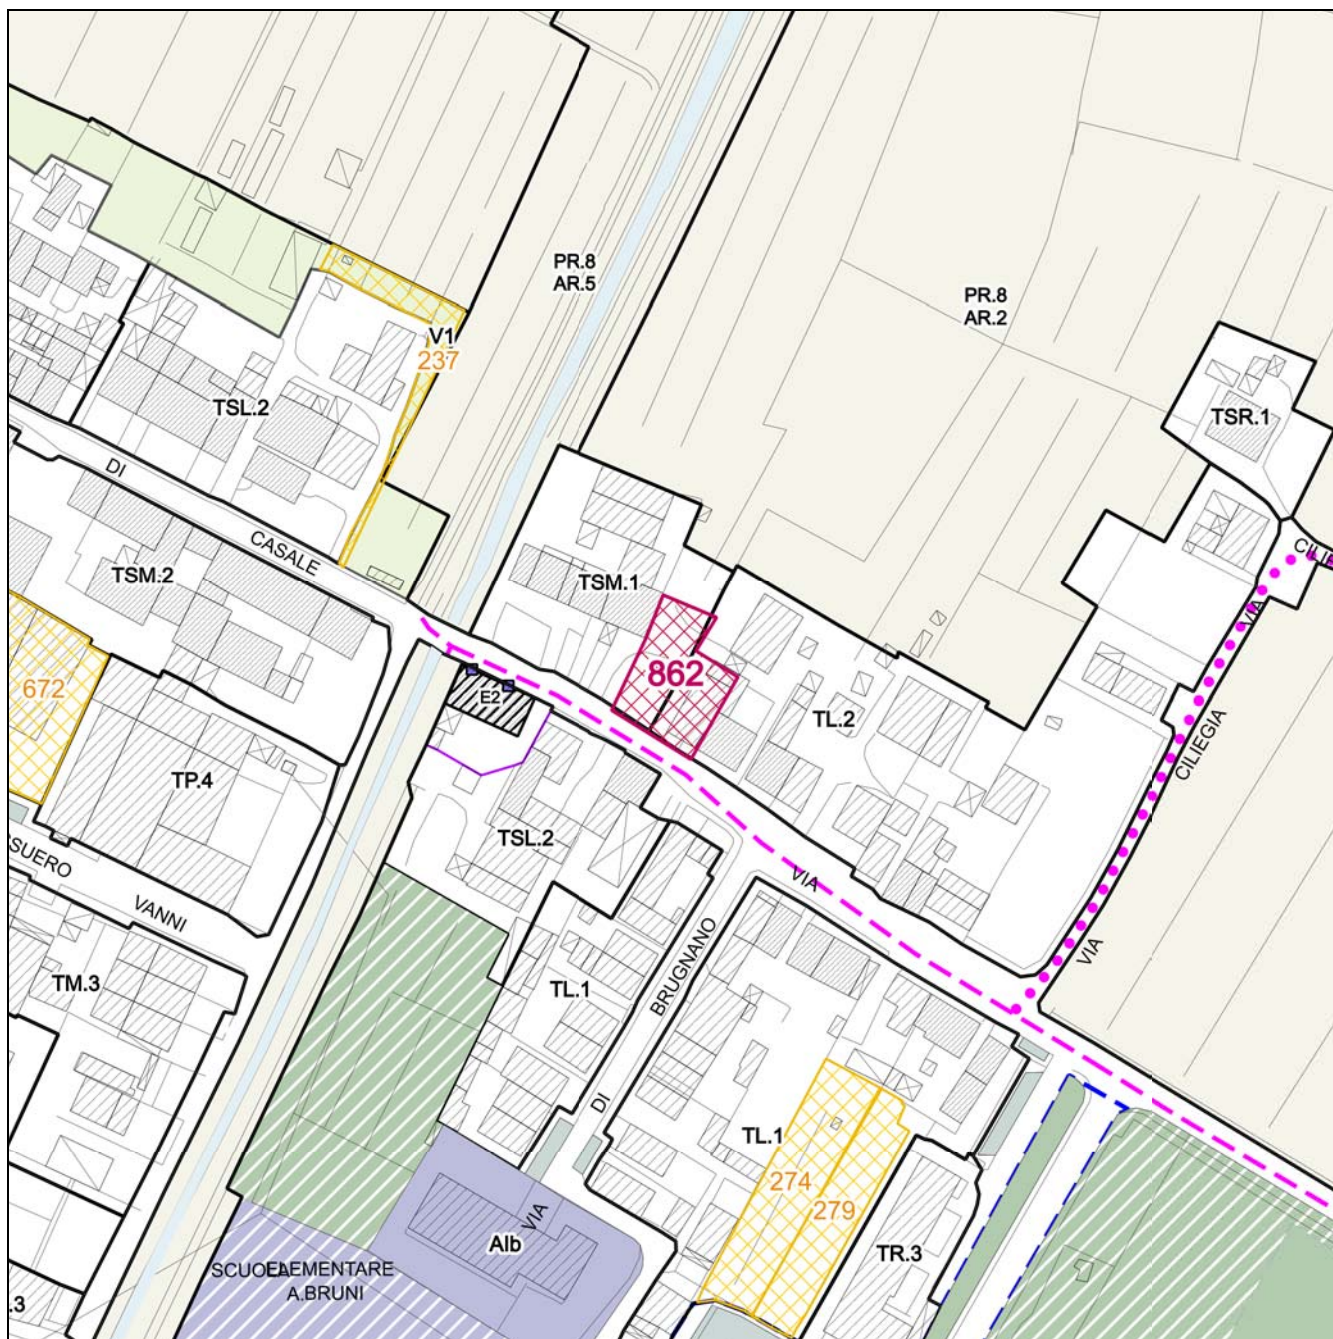 PR.8
AR.5
PR.8
AR.2
V1
237
TSL.2
TSR.1
DI
CASALE
CILIE
TSM.2
TSM.1
VIA
672
862
E2
TL.2
CILIEGIA
TP.4
TSL.2
SUERO
VANNI
VIA
BRUGNANO
VIA
TM.3
TL.1
DI
TL.1
274
279
VIA
Alb
TR.3
SCUOLA
ELEMENTARE
A.BRUNI
.3